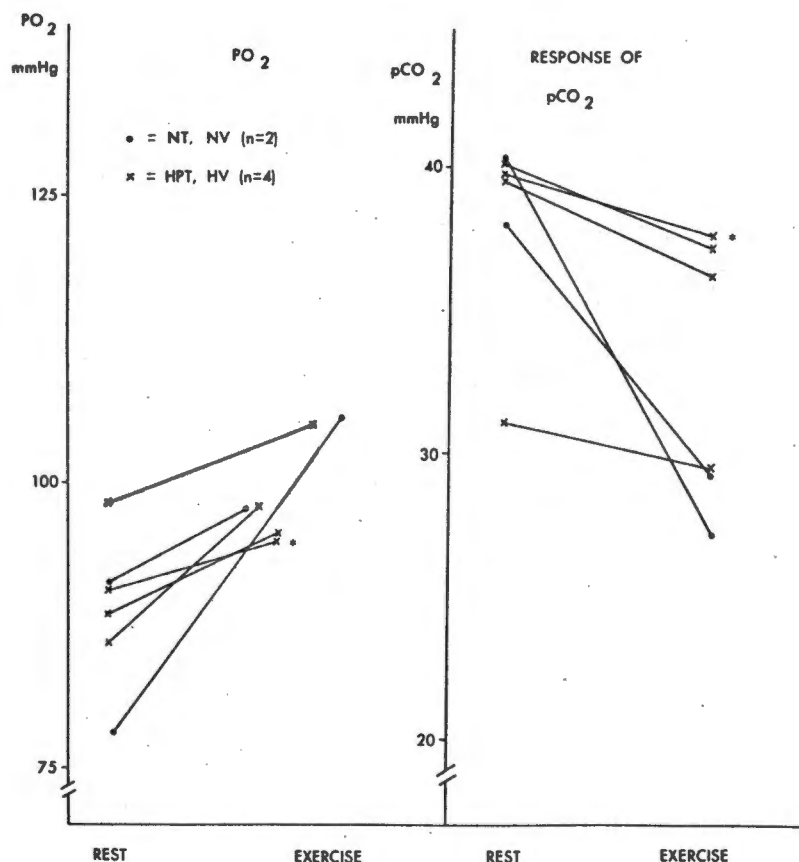 PO2
mmHg
PO2
• = NT, NV (n=2)
× = HPT, HV (n=4)
125
100
*
75
REST EXERCISE
pCO2
mmHg
RESPONSE OF
pCO2
40
*
30
20
REST EXERCISE